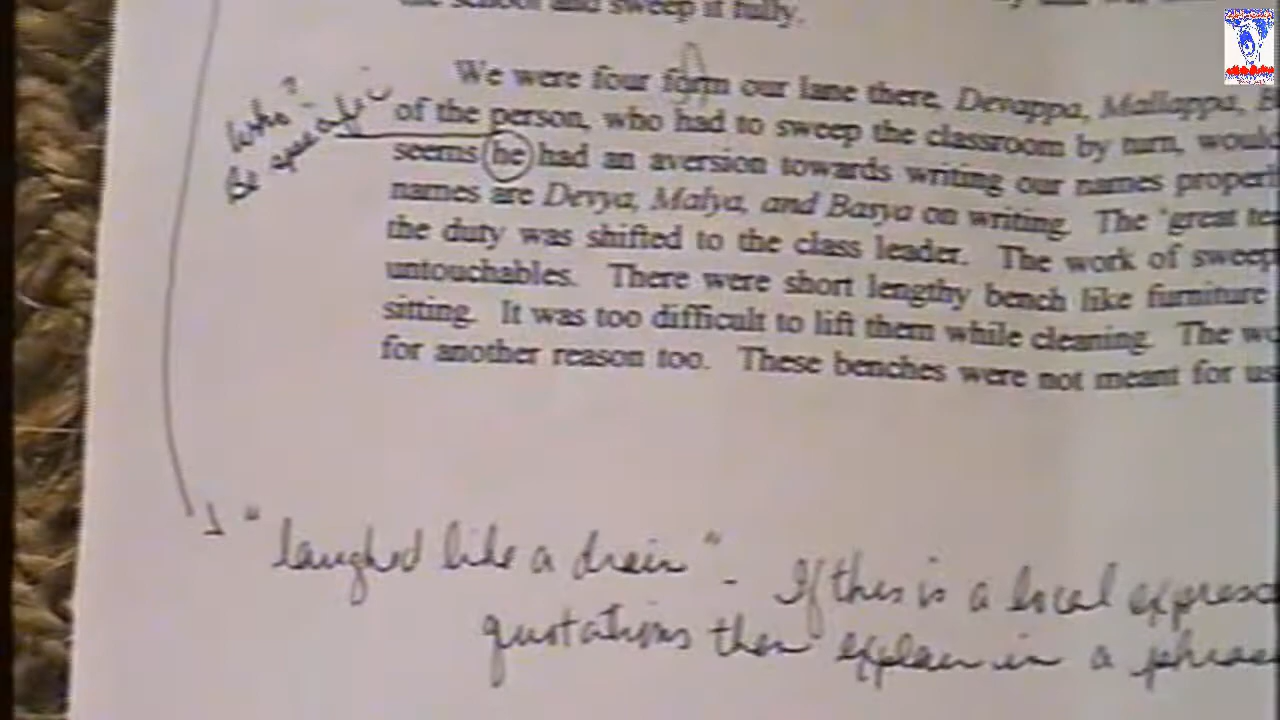 the school and sweep it fully.
We were four form our lane there, Devappa, Mallappa, B
of the person, who had to sweep the classroom by turn, would
seems he had an aversion towards writing our names properl
names are Devya, Malya, and Basya on writing. The 'great tea
the duty was shifted to the class leader. The work of sweep
untouchables. There were short lengthy bench like furniture
sitting. It was too difficult to lift them while cleaning. The wo
for another reason too. These benches were not meant for us
Who?
Be specific
"laughed like a drain". If this is a local express
quotations then explain in a phrase